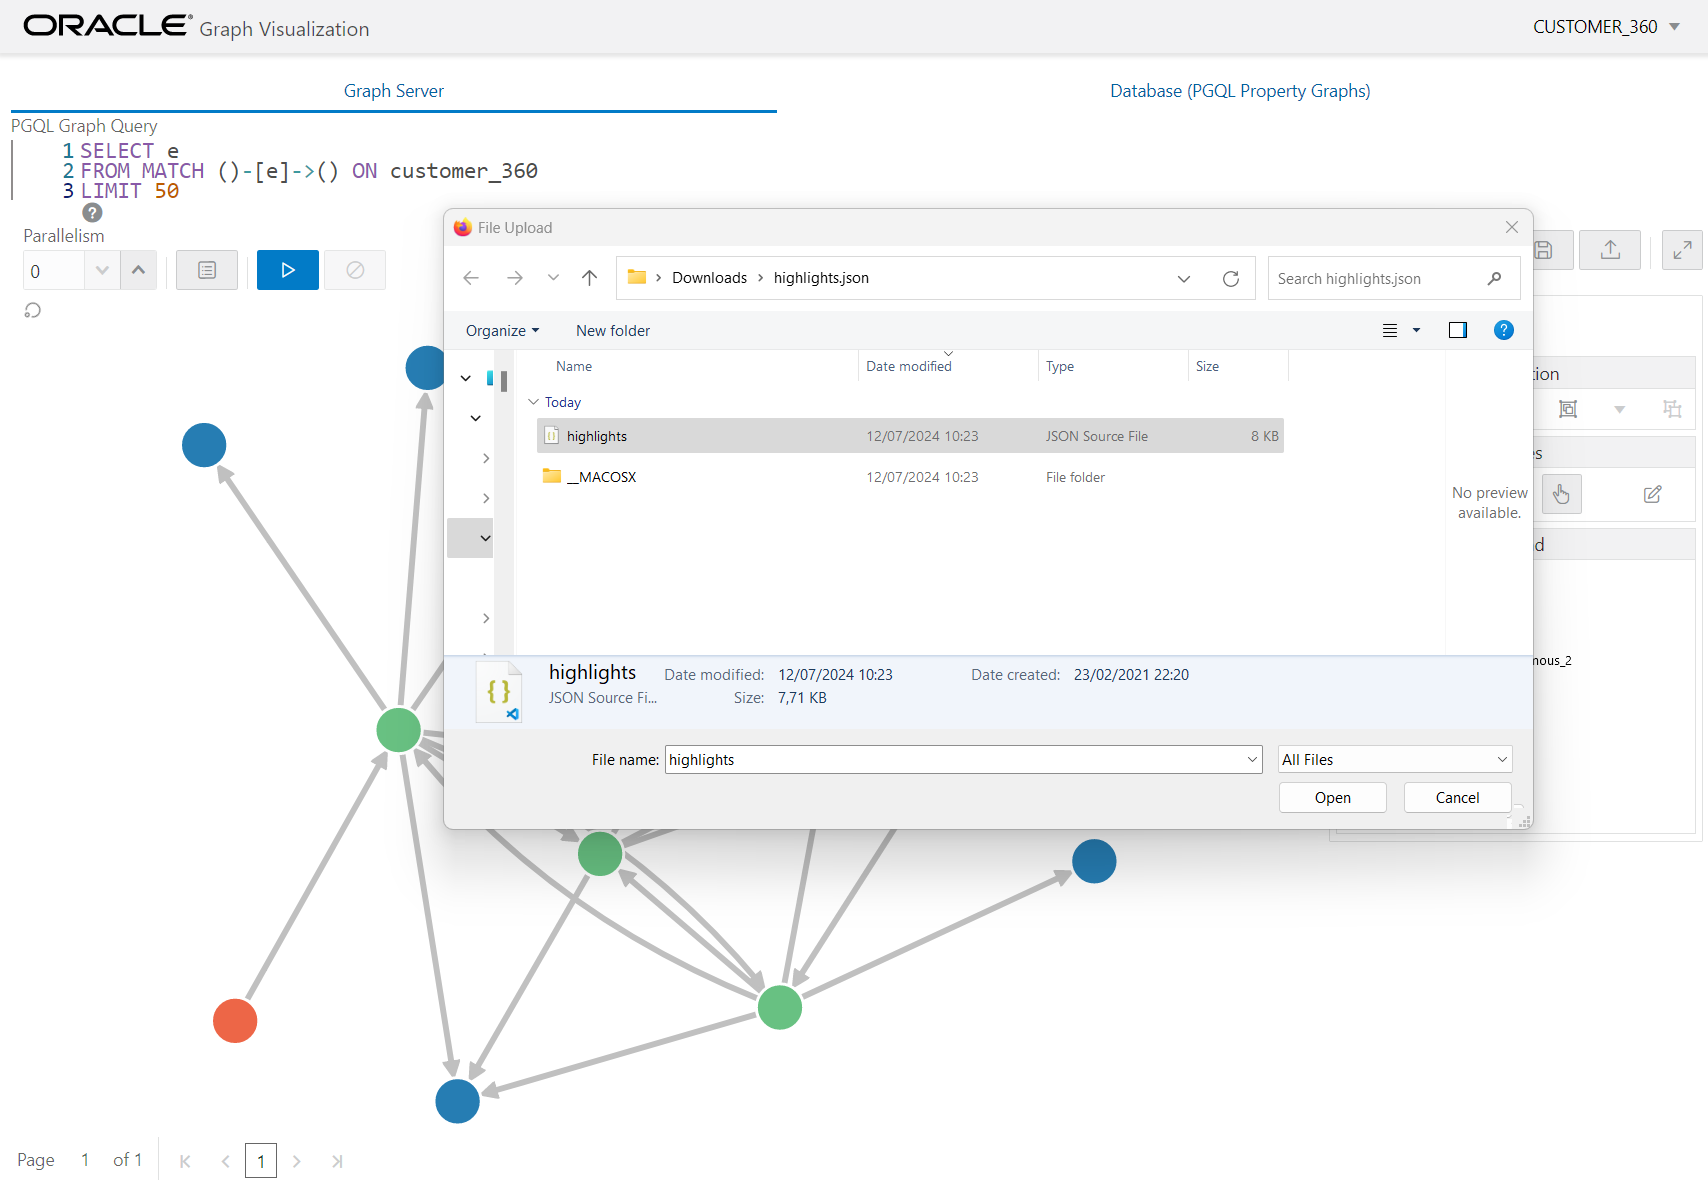 ORACLE® Graph Visualization
CUSTOMER_360
Graph Server
Database (PGQL Property Graphs)
PGQL Graph Query
1 SELECT e
2 FROM MATCH ()-[e]->() ON customer_360
3 LIMIT 50
?
Parallelism
0
File Upload
Downloads
highlights.json
Search highlights.json
Organize
New folder
?
Name
Date modified
Type
Size
Today
highlights 12/07/2024 10:23 JSON Source File 8 KB
__MACOSX 12/07/2024 10:23 File folder
No preview
available.
highlights
Date modified: 12/07/2024 10:23
Date created: 23/02/2021 22:20
JSON Source Fi...
Size: 7,71 KB
File name: highlights
All Files
Open
Cancel
tion
es
d
mous_2
Page 1 of 1
1